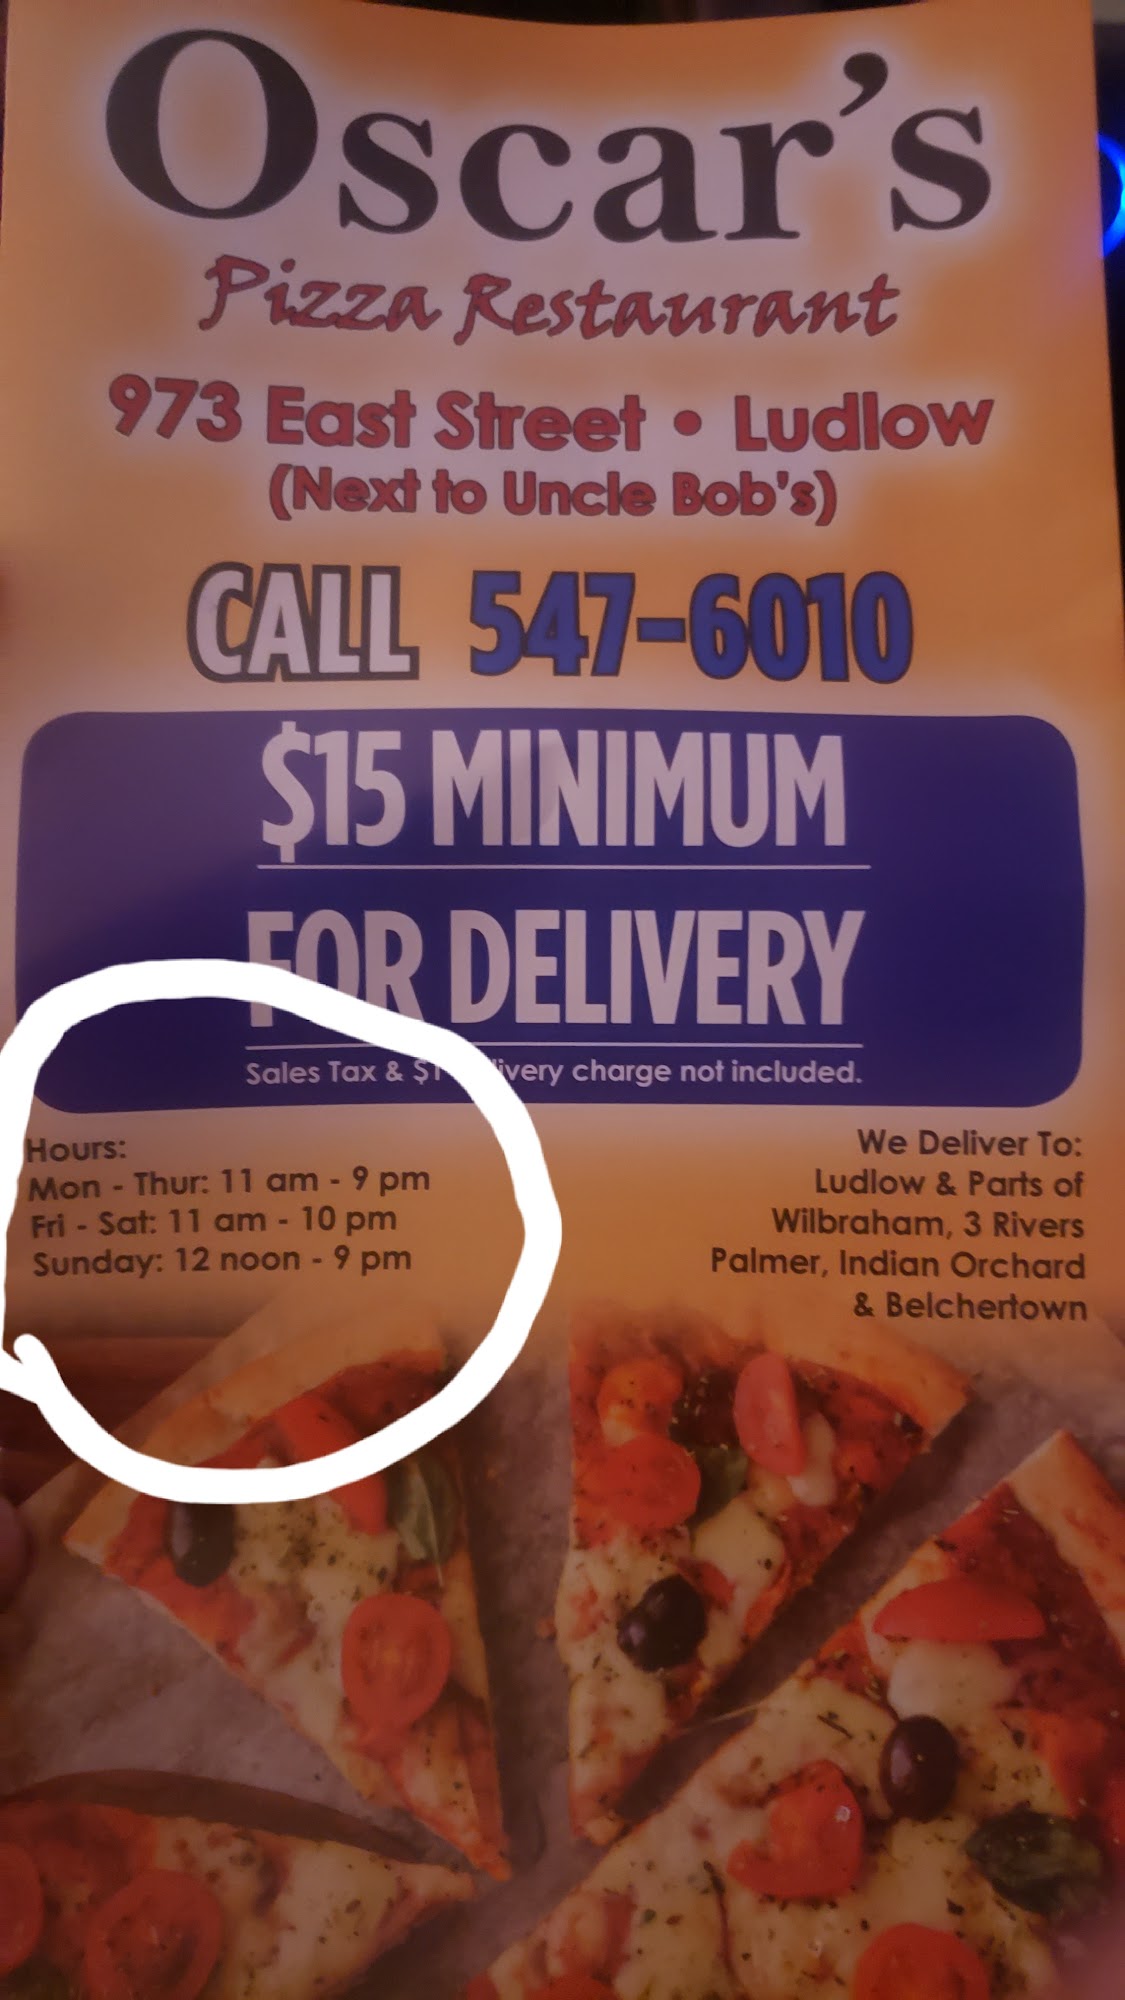 Oscar's
Pizza Restaurant
973 East Street • Ludlow
(Next to Uncle Bob's)
CALL 547-6010
$15 MINIMUM
FOR DELIVERY
Sales Tax & $1 charge not included.
Hours:
Mon - Thur: 11 am - 9 pm
Fri - Sat: 11 am - 10 pm
Sunday: 12 noon - 9 pm
We Deliver To:
Ludlow & Parts of
Wilbraham, 3 Rivers
Palmer, Indian Orchard
& Belchertown